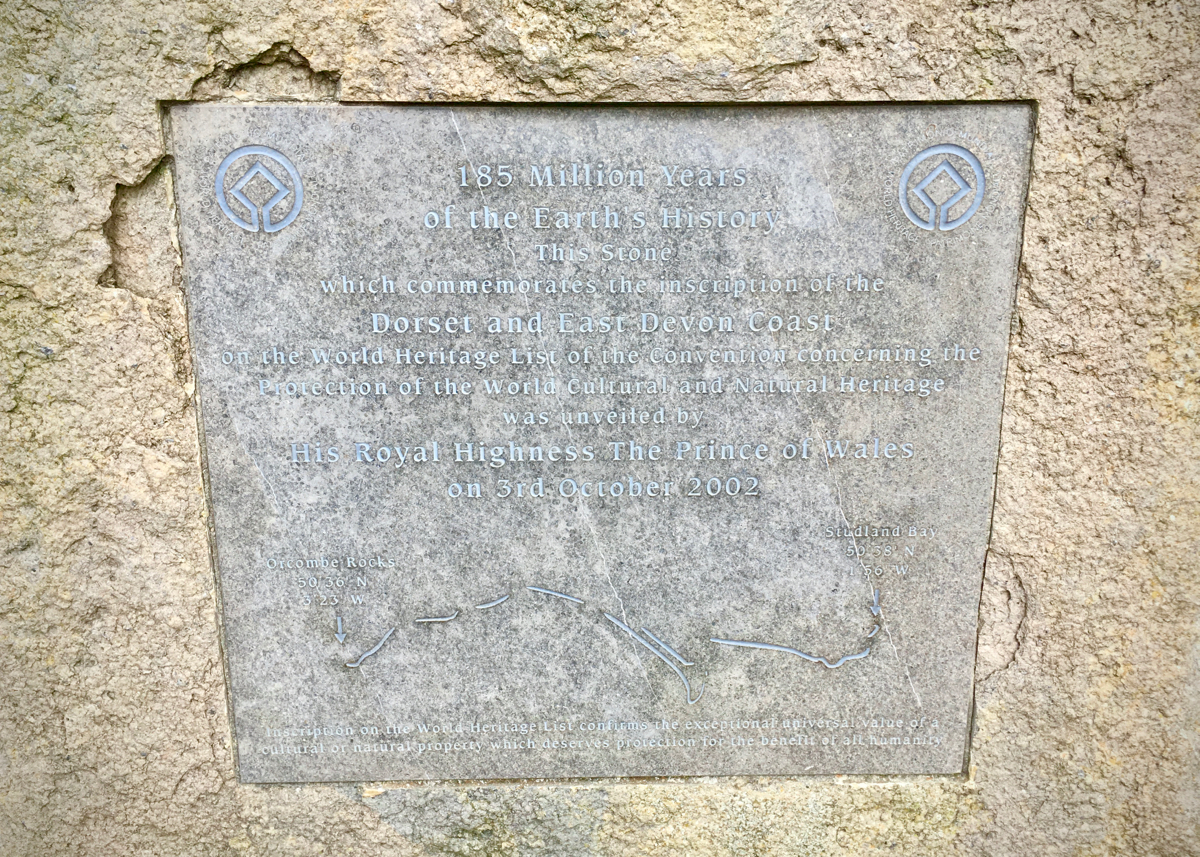 185 Million Years
of the Earth's History
This Stone
which commemorates the inscription of the
Dorset and East Devon Coast
on the World Heritage List of the Convention concerning the
Protection of the World Cultural and Natural Heritage
was unveiled by
His Royal Highness The Prince of Wales
on 3rd October 2002
Studland Bay
50 38' N
56' W
Orcombe Rocks
50 36' N
3 23' W
Inscription on the World Heritage List confirms the exceptional universal value of a
cultural or natural property which deserves protection for the benefit of all humanity